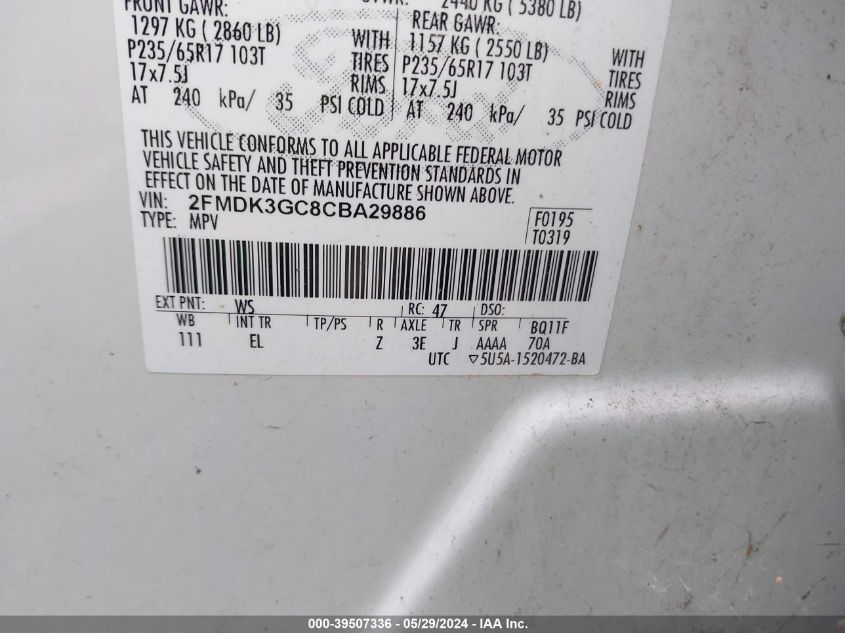 FRONT GAWR:
1297 KG ( 2860 LB)
P235/65R17 103T
17x7.5J
WITH
TIRES
RIMS
AT 240 kPa/ 35 PSI COLD
2440 KG ( 5380 LB)
REAR GAWR:
1157 KG ( 2550 LB)
P235/65R17 103T
17x7.5J
WITH
TIRES
RIMS
AT 240 kPa/ 35 PSI COLD
THIS VEHICLE CONFORMS TO ALL APPLICABLE FEDERAL MOTOR
VEHICLE SAFETY AND THEFT PREVENTION STANDARDS IN
EFFECT ON THE DATE OF MANUFACTURE SHOWN ABOVE.
VIN: 2FMDK3GC8CBA29886
TYPE: MPV
F0195
T0319
EXT PNT: WS RC: 47 DSO:
WB INT TR TP/PS R AXLE TR SPR BQ11F
111 EL Z 3E J AAAA 70A
UTC ▽5U5A-1520472-BA
000-39507336 - 05/29/2024 - IAA Inc.